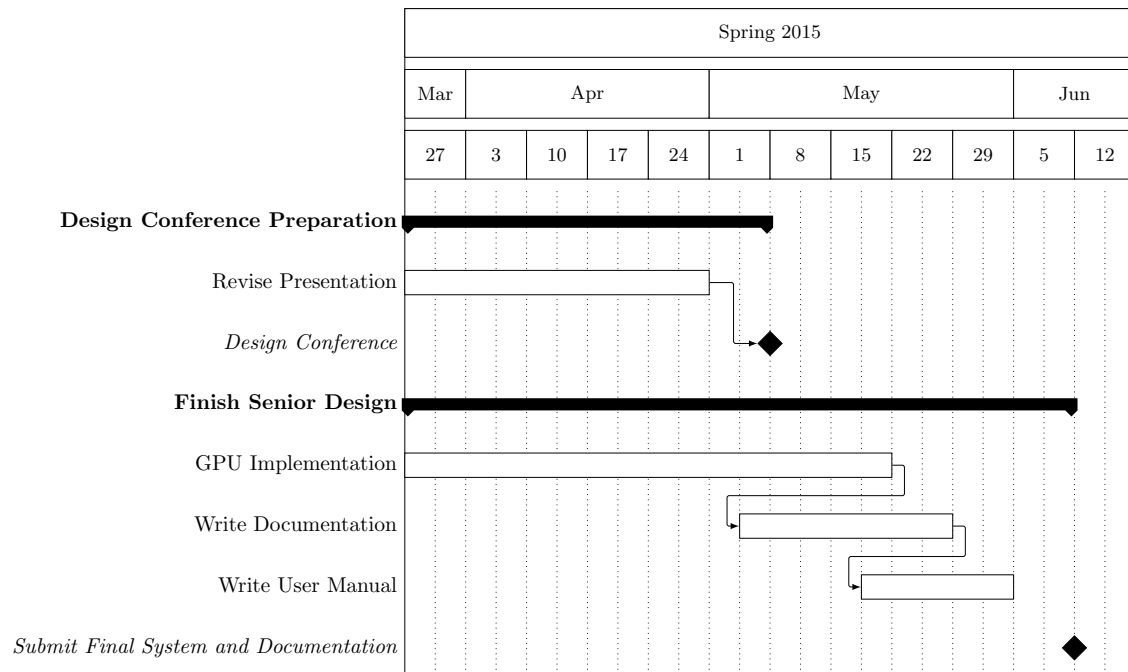 Spring 2015
Mar Apr May Jun
27 3 10 17 24 1 8 15 22 29 5 12
Design Conference Preparation
Revise Presentation
Design Conference
Finish Senior Design
GPU Implementation
Write Documentation
Write User Manual
Submit Final System and Documentation